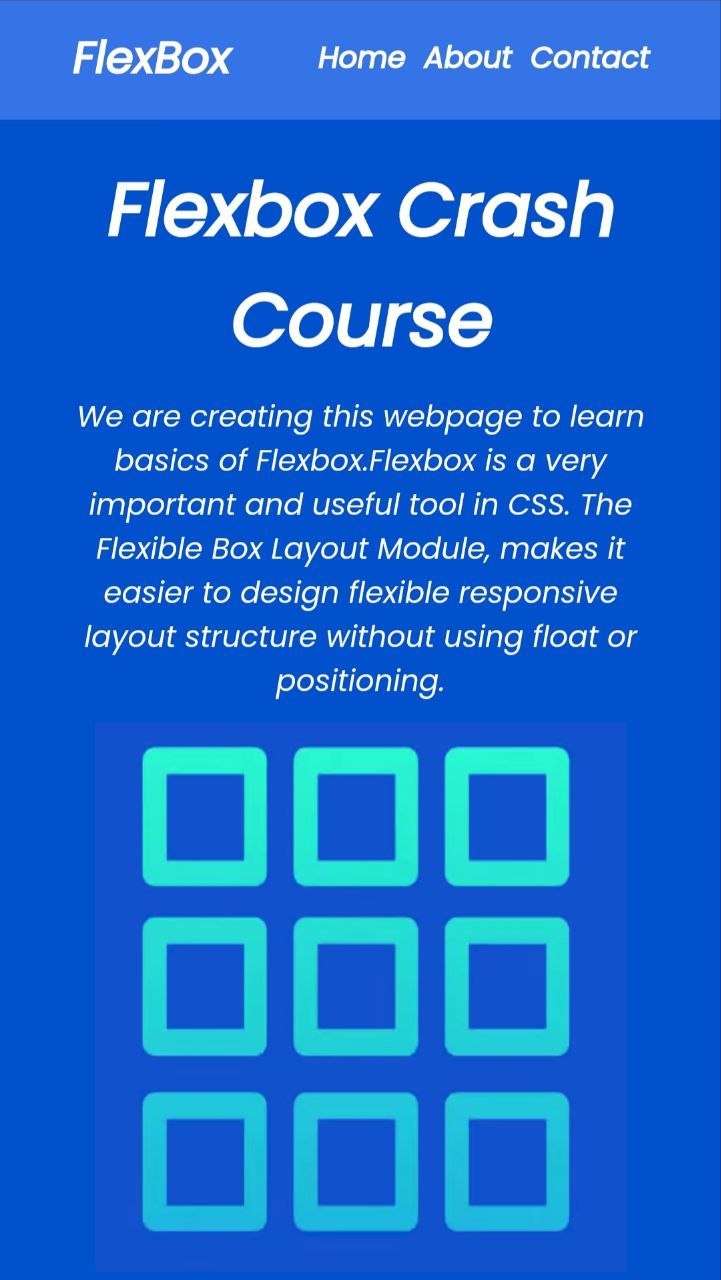 FlexBox Home About Contact
Flexbox Crash
Course
We are creating this webpage to learn
basics of Flexbox.Flexbox is a very
important and useful tool in CSS. The
Flexible Box Layout Module, makes it
easier to design flexible responsive
layout structure without using float or
positioning.